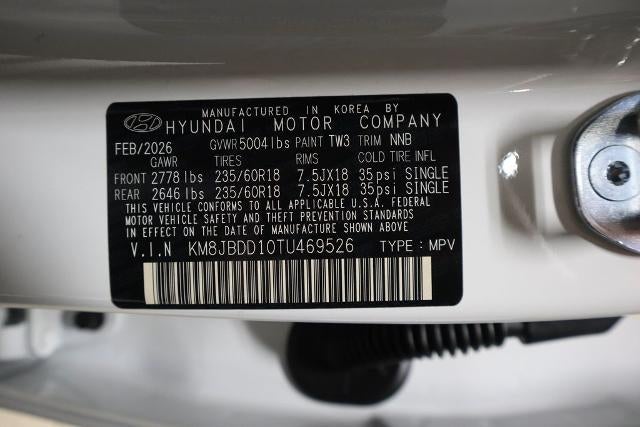 MANUFACTURED IN KOREA BY
HYUNDAI MOTOR COMPANY
FEB/2026 GVWR 5004 lbs PAINT TW3 TRIM NNB
GAWR TIRES RIMS COLD TIRE INFL
FRONT 2778 lbs 235/60R18 7.5JX18 35psi SINGLE
REAR 2646 lbs 235/60R18 7.5JX18 35psi SINGLE
THIS VEHICLE CONFORMS TO ALL APPLICABLE U.S.A. FEDERAL
MOTOR VEHICLE SAFETY AND THEFT PREVENTION STANDARDS
IN EFFECT ON THE DATE OF MANUFACTURE SHOWN ABOVE
V.I.N KM8JBDD10TU469526 TYPE : MPV